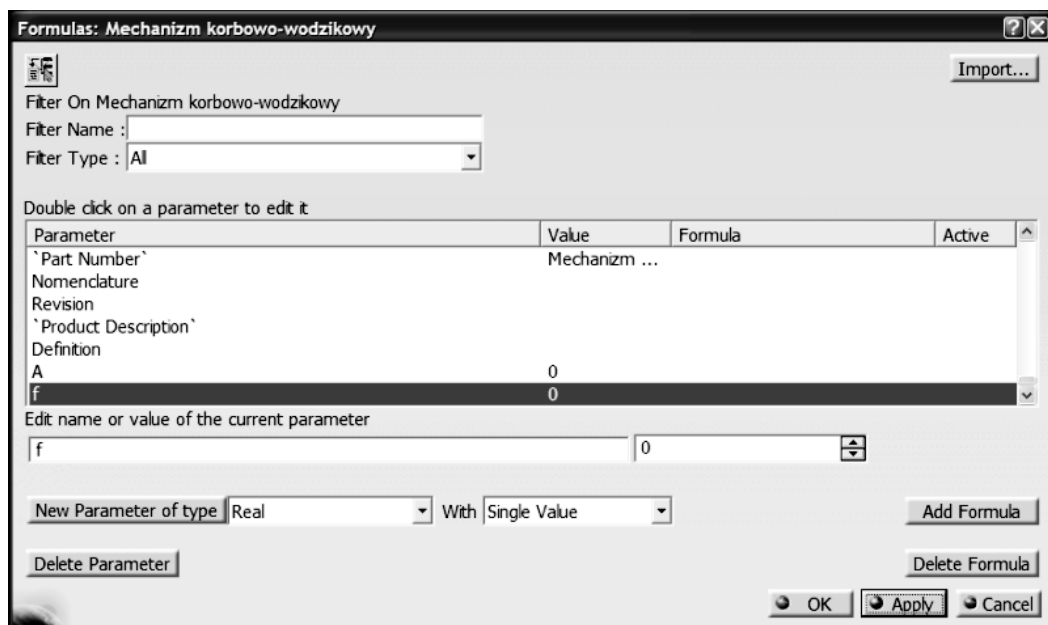 Formulas: Mechanizm korbowo-wodzikowy
Import...
Filter On Mechanizm korbowo-wodzikowy
Filter Name :
Filter Type : All
Double click on a parameter to edit it
Parameter Value Formula Active
`Part Number` Mechanizm ...
Nomenclature
Revision
`Product Description`
Definition
A 0
f 0
Edit name or value of the current parameter
f 0
New Parameter of type Real With Single Value Add Formula
Delete Parameter Delete Formula
OK Apply Cancel